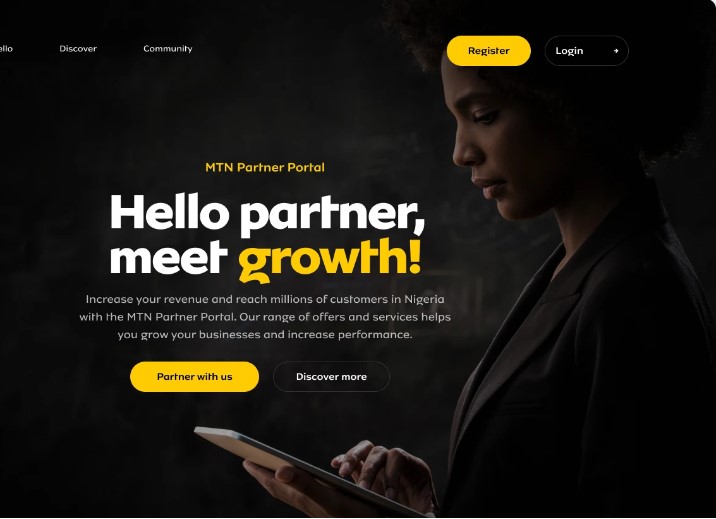 Discover
Community
Register
Login
MTN Partner Portal
Hello partner,
meet growth!
Increase your revenue and reach millions of customers in Nigeria
with the MTN Partner Portal. Our range of offers and services helps
you grow your businesses and increase performance.
Partner with us
Discover more